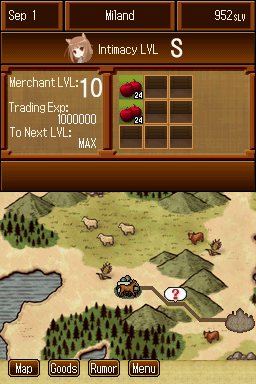 Sep 1 Miland 952SLV
Intimacy LVL S
Merchant LVL: 10
Trading Exp:
1000000
To Next LVL:
MAX
24
24
?
Map Goods Rumor Menu